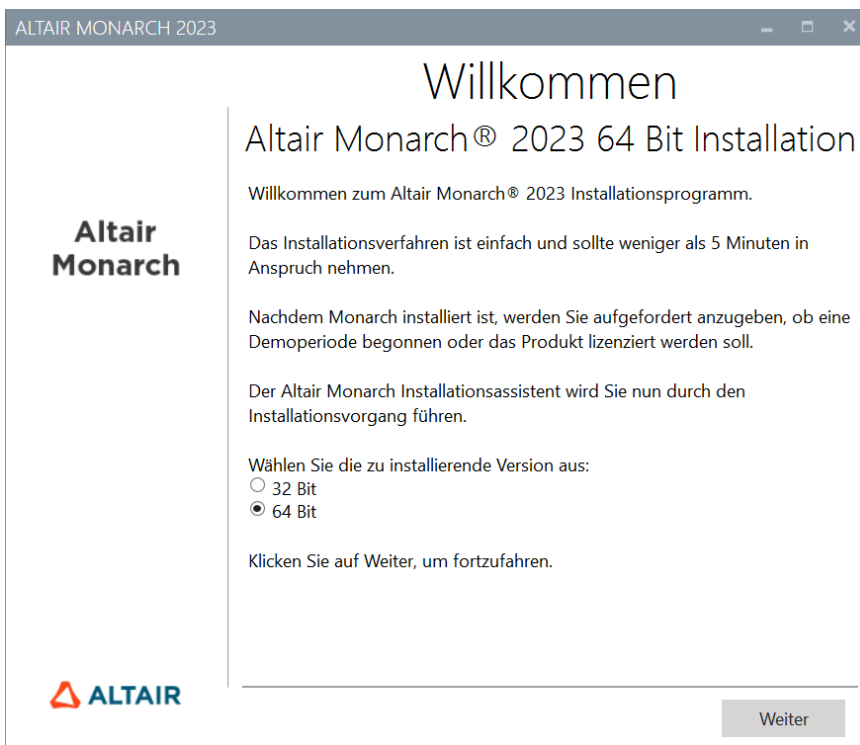 ALTAIR MONARCH 2023
Willkommen
Altair Monarch® 2023 64 Bit Installation
Altair
Monarch
Willkommen zum Altair Monarch® 2023 Installationsprogramm.
Das Installationsverfahren ist einfach und sollte weniger als 5 Minuten in
Anspruch nehmen.
Nachdem Monarch installiert ist, werden Sie aufgefordert anzugeben, ob eine
Demoperiode begonnen oder das Produkt lizenziert werden soll.
Der Altair Monarch Installationsassistent wird Sie nun durch den
Installationsvorgang führen.
Wählen Sie die zu installierende Version aus:
32 Bit
64 Bit
Klicken Sie auf Weiter, um fortzufahren.
ALTAIR
Weiter